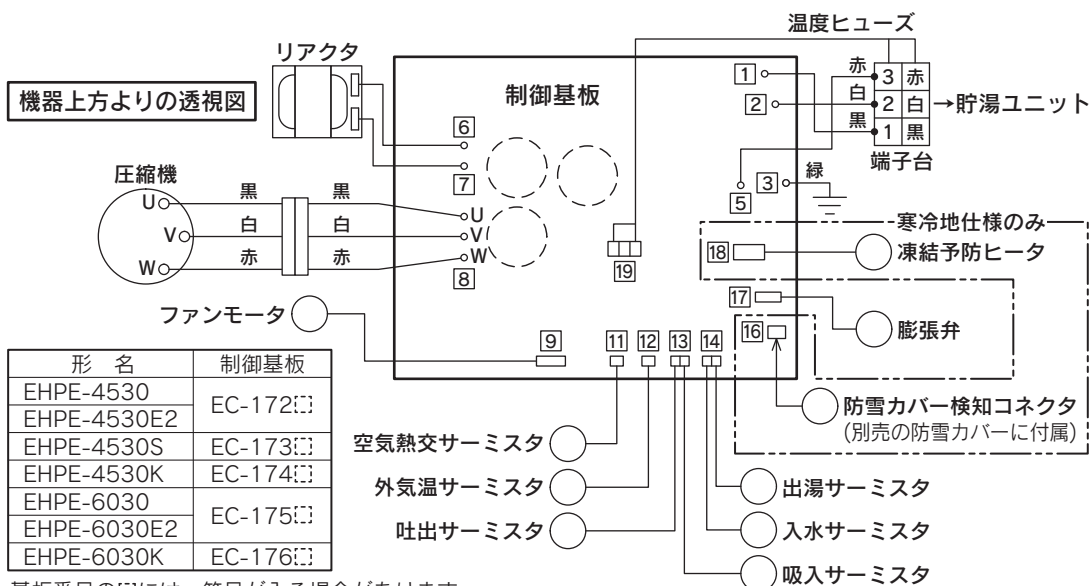 温度ヒューズ
リアクタ
機器上方よりの透視図
制御基板
1
2
赤
白
黒
3 赤
2 白
1 黒
→貯湯ユニット
端子台
6
7
5
3
緑
圧縮機
U
V
W
黒 黒
白 白
赤 赤
U
V
W
8
19
寒冷地仕様のみ
18
凍結予防ヒータ
17
膨張弁
16
防雪カバー検知コネクタ
(別売の防雪カバーに付属)
ファンモータ
9
11
12
13
14
形 名 制御基板
EHPE-4530 EC-172
EHPE-4530E2
EHPE-4530S EC-173
EHPE-4530K EC-174
EHPE-6030 EC-175
EHPE-6030E2
EHPE-6030K EC-176
空気熱交サーミスタ
外気温サーミスタ
吐出サーミスタ
出湯サーミスタ
入水サーミスタ
吸入サーミスタ